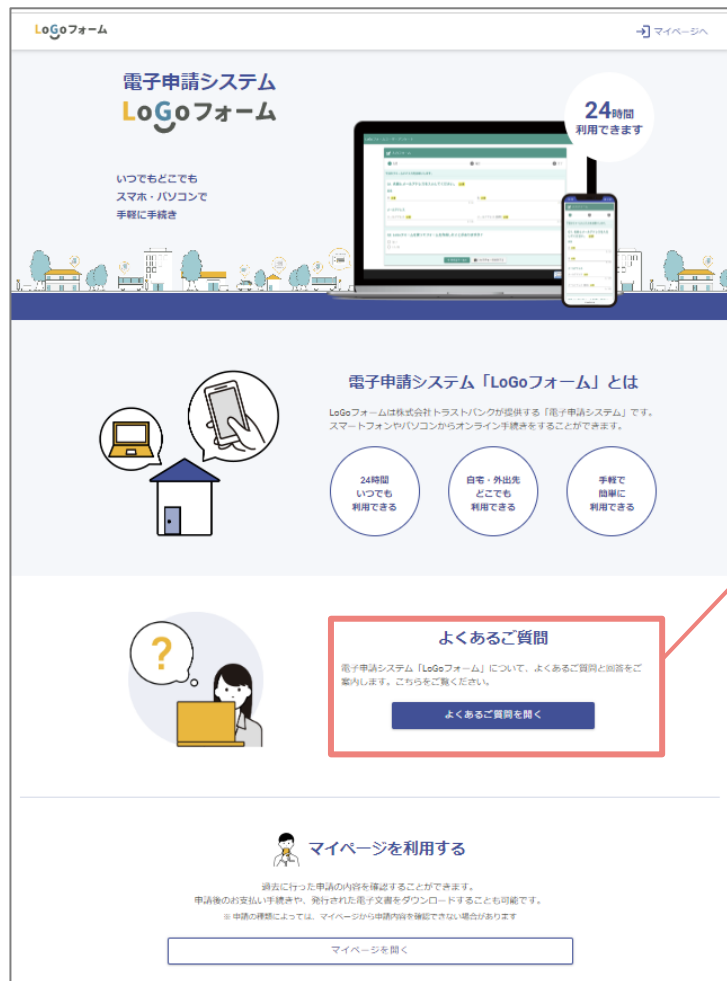 LoGoフォーム
マイページへ
電子申請システム
LoGoフォーム
24時間
利用できます
いつでもどこでも
スマホ・パソコンで
手軽に手続き
電子申請システム「LoGoフォーム」とは
LoGoフォームは株式会社トラストバンクが提供する「電子申請システム」です。
スマートフォンやパソコンからオンライン手続きをすることができます。
24時間
いつでも
利用できる
自宅・外出先
どこでも
利用できる
手軽で
簡単に
利用できる
?
よくあるご質問
電子申請システム「LoGoフォーム」について、よくあるご質問と回答をご
案内します。こちらをご覧ください。
よくあるご質問を開く
マイページを利用する
過去に行った申請の内容を確認することができます。
申請後のお支払い手続きや、発行された電子文書をダウンロードすることも可能です。
※ 申請の種類によっては、マイページから申請内容を確認できない場合があります
マイページを開く